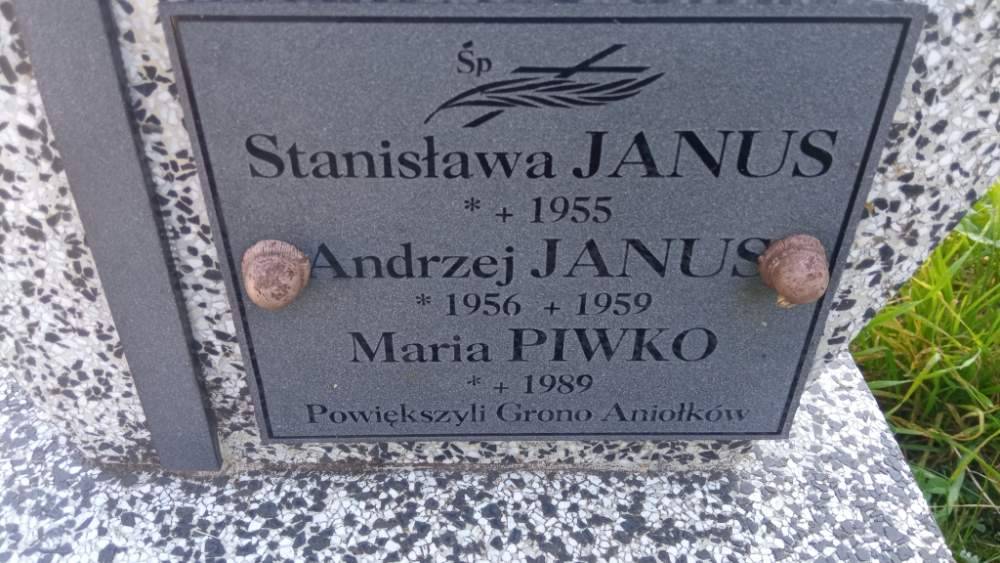 Śp
Stanisława JANUS
* + 1955
Andrzej JANUS
* 1956 + 1959
Maria PIWKO
* + 1989
Powiększyli Grono Aniołków